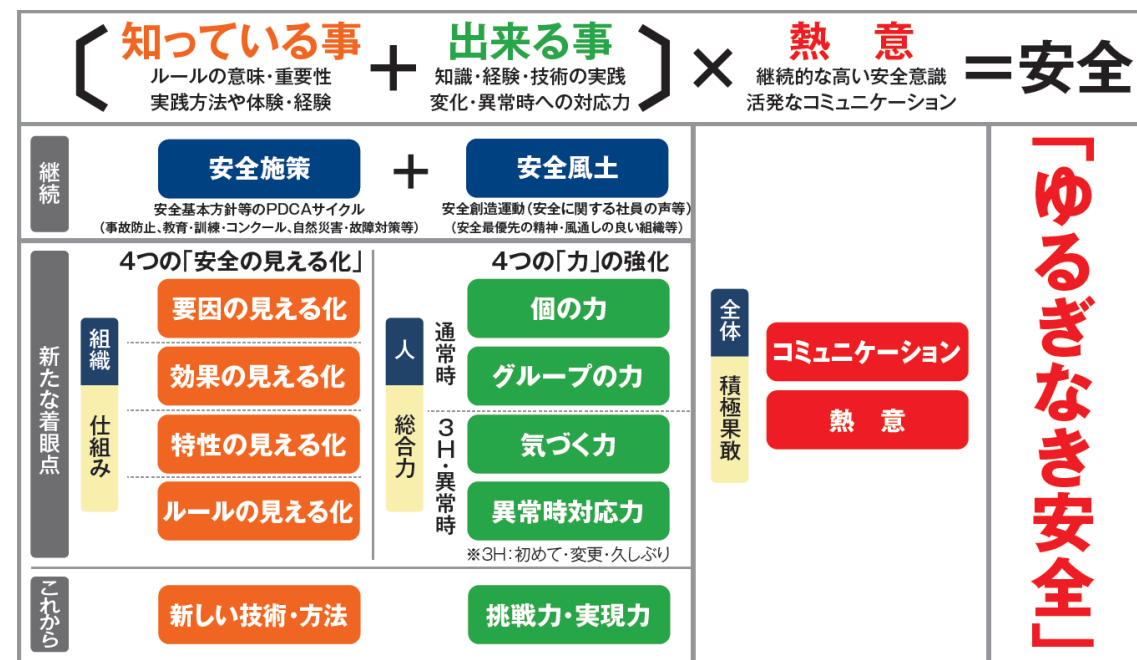 〔知っている事＋出来る事〕×熱　意＝安全
ルールの意味・重要性
実践方法や体験・経験
知識・経験・技術の実践
変化・異常時への対応力
継続的な高い安全意識
活発なコミュニケーション
継続
安全施策
＋
安全風土
安全基本方針等のPDCAサイクル
（事故防止、教育・訓練・コンクール、自然災害・故障対策等）
安全創造運動（安全に関する社員の声等）
（安全最優先の精神・風通しの良い組織等）
新たな着眼点
4つの「安全の見える化」
組織
仕組み
要因の見える化
効果の見える化
特性の見える化
ルールの見える化
4つの「力」の強化
人
総合力
通常時
個の力
グループの力
3H・異常時
気づく力
異常時対応力
※3H：初めて・変更・久しぶり
これから
新しい技術・方法
挑戦力・実現力
全体
積極果敢
コミュニケーション
熱　意
「ゆるぎなき安全」